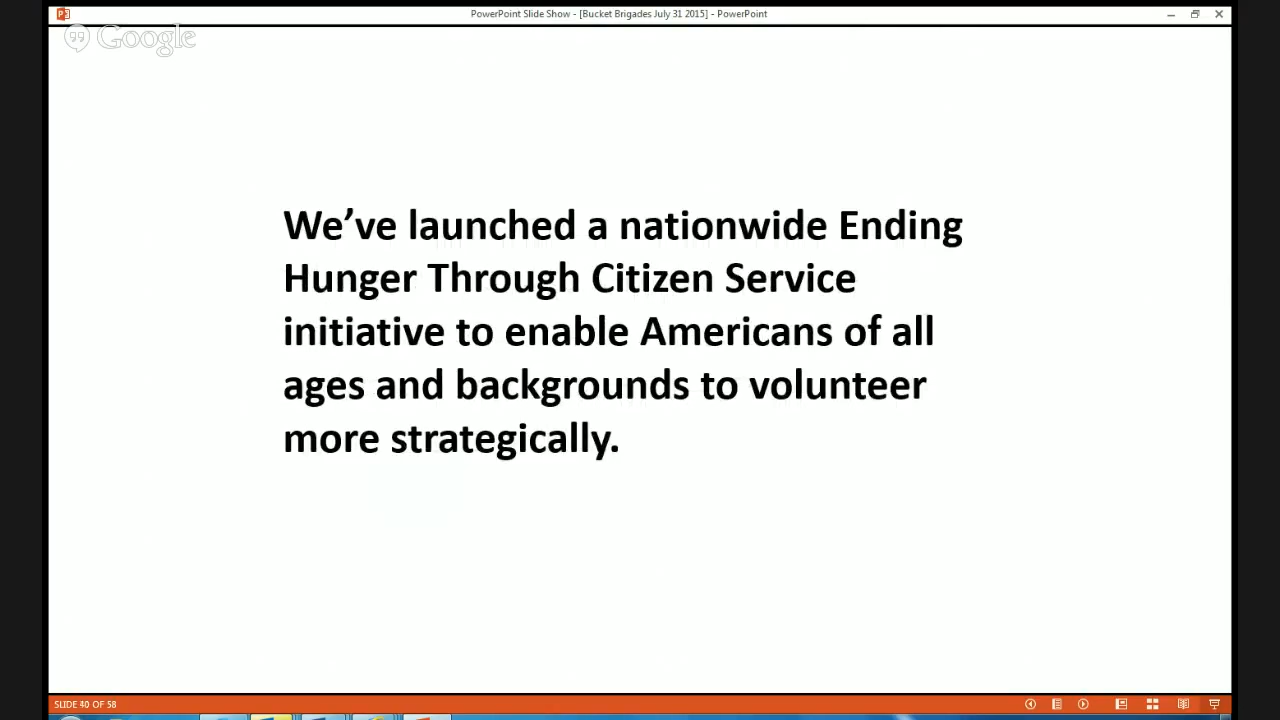 PowerPoint Slide Show - [Bucket Brigades July 31 2015] - PowerPoint
Google
We've launched a nationwide Ending
Hunger Through Citizen Service
initiative to enable Americans of all
ages and backgrounds to volunteer
more strategically.
SLIDE 40 OF 58